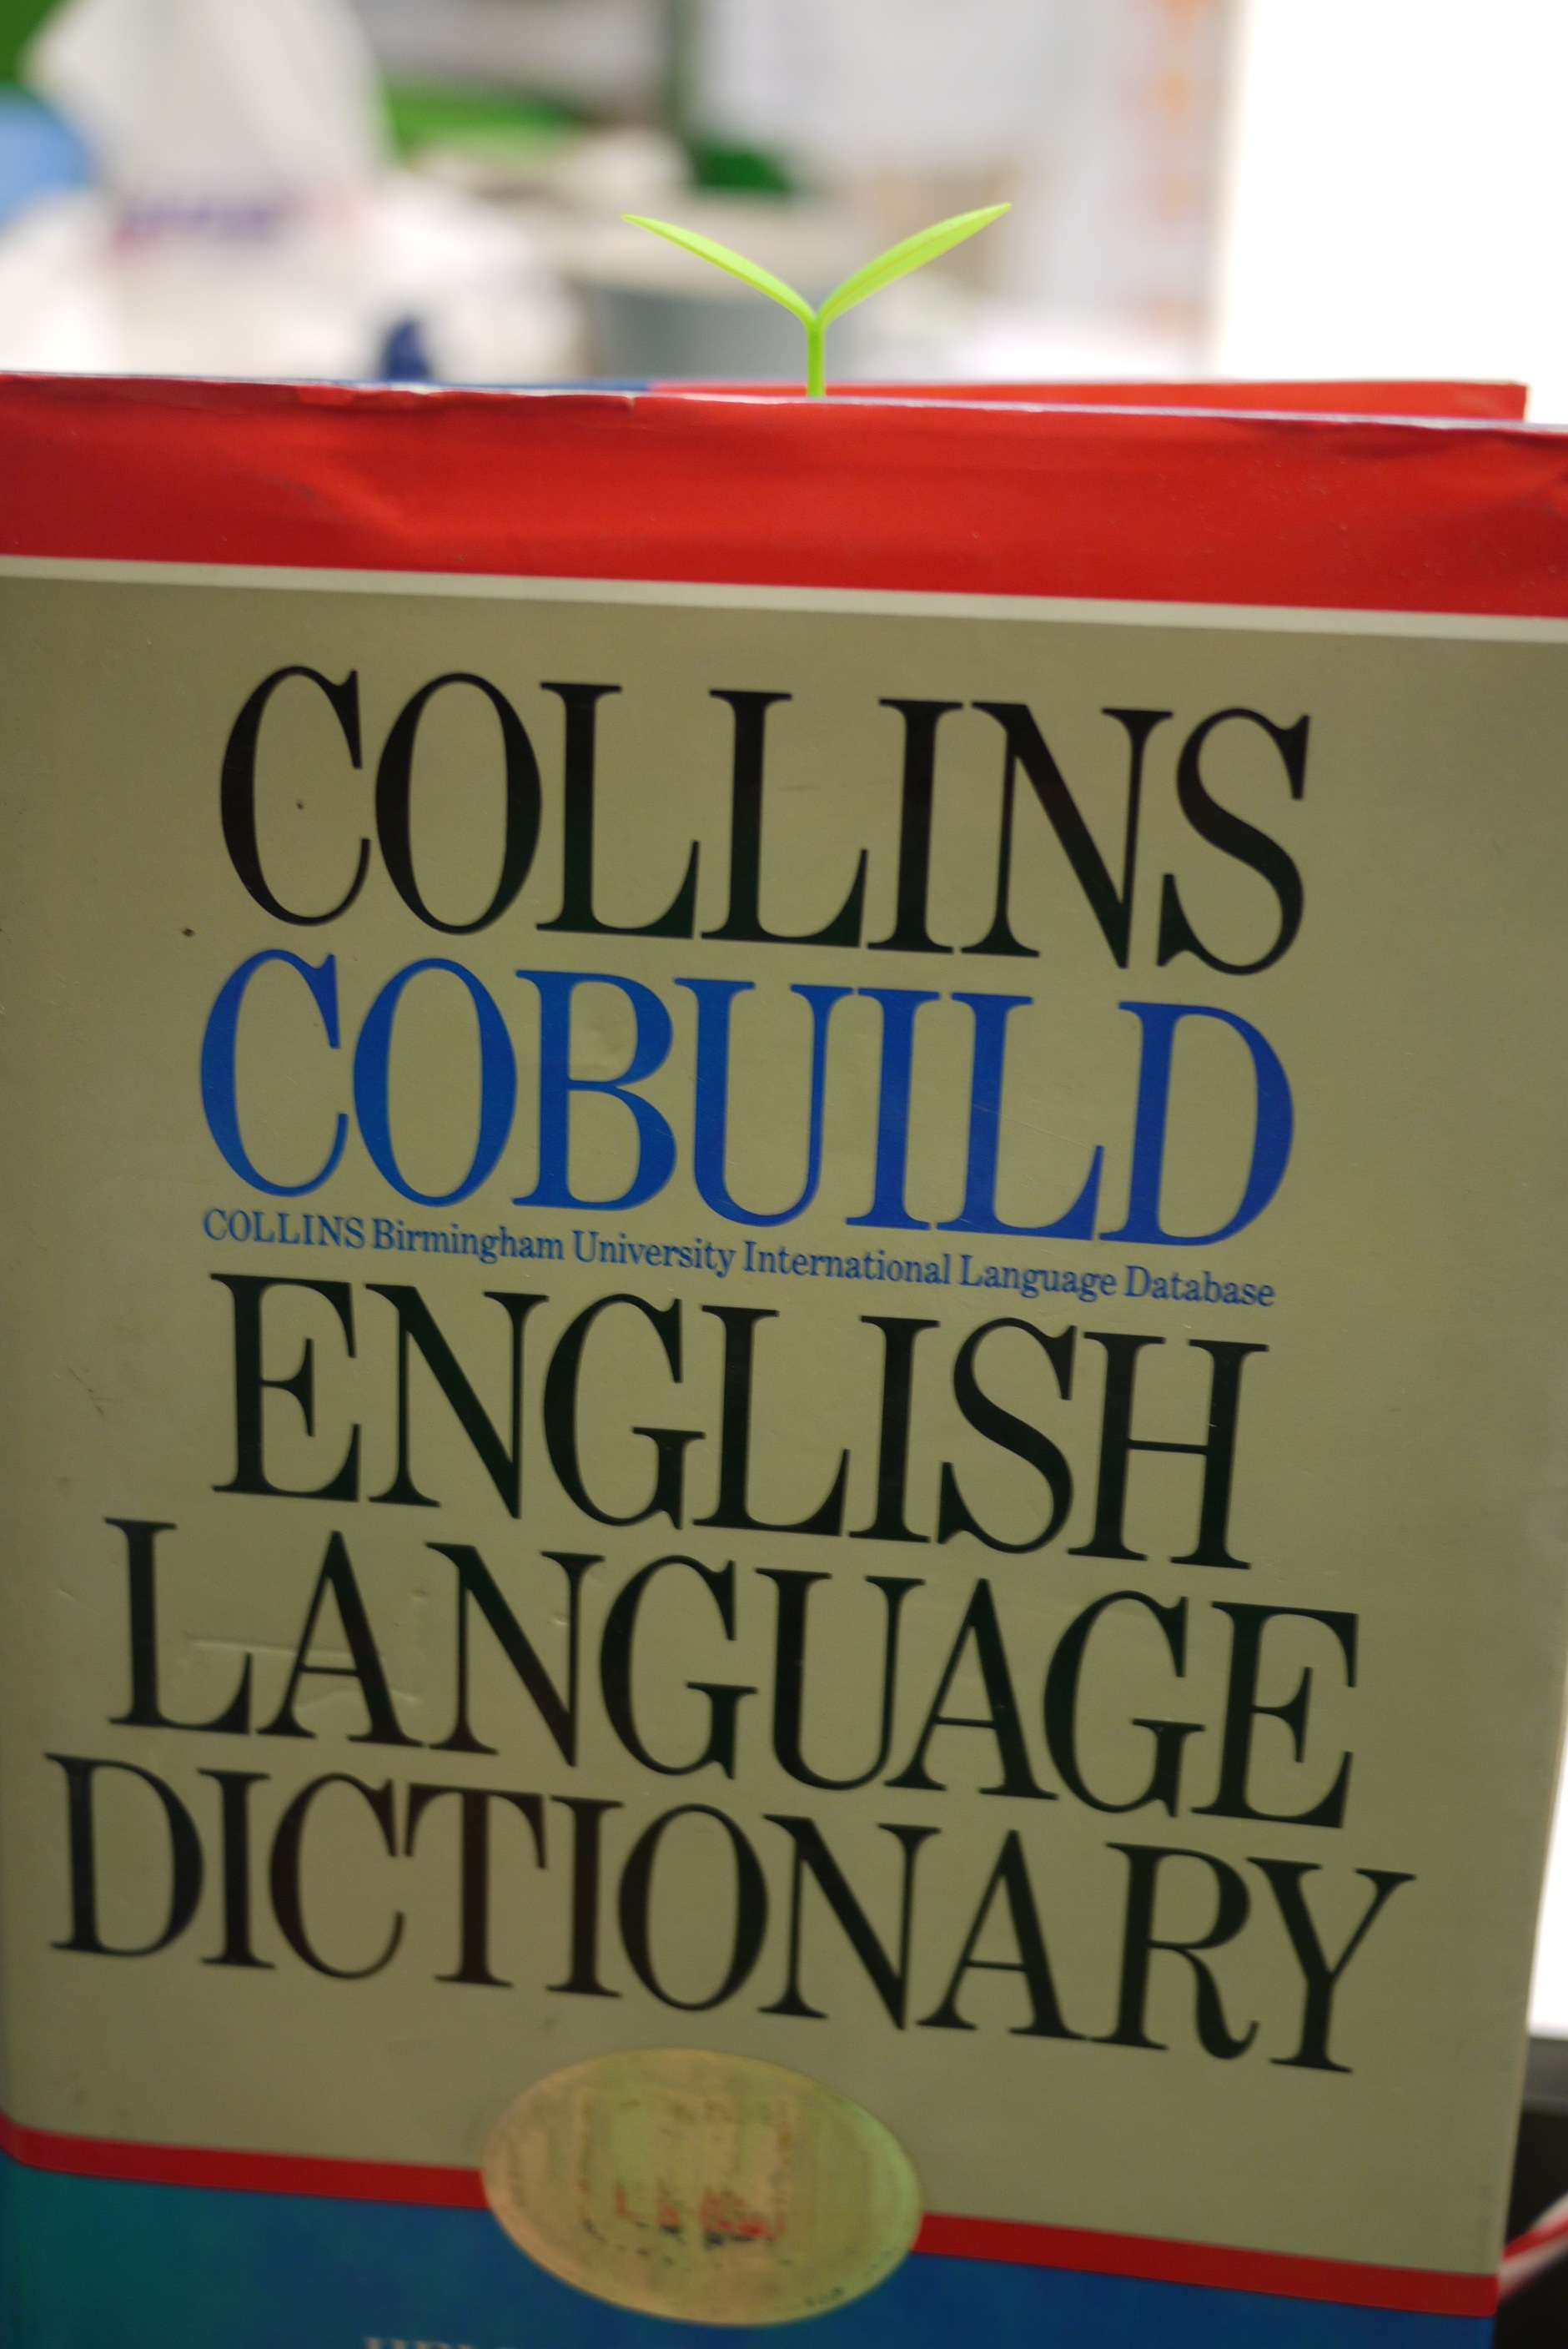 COLLINS
COBUILD
COLLINS Birmingham University International Language Database
ENGLISH
LANGUAGE
DICTIONARY